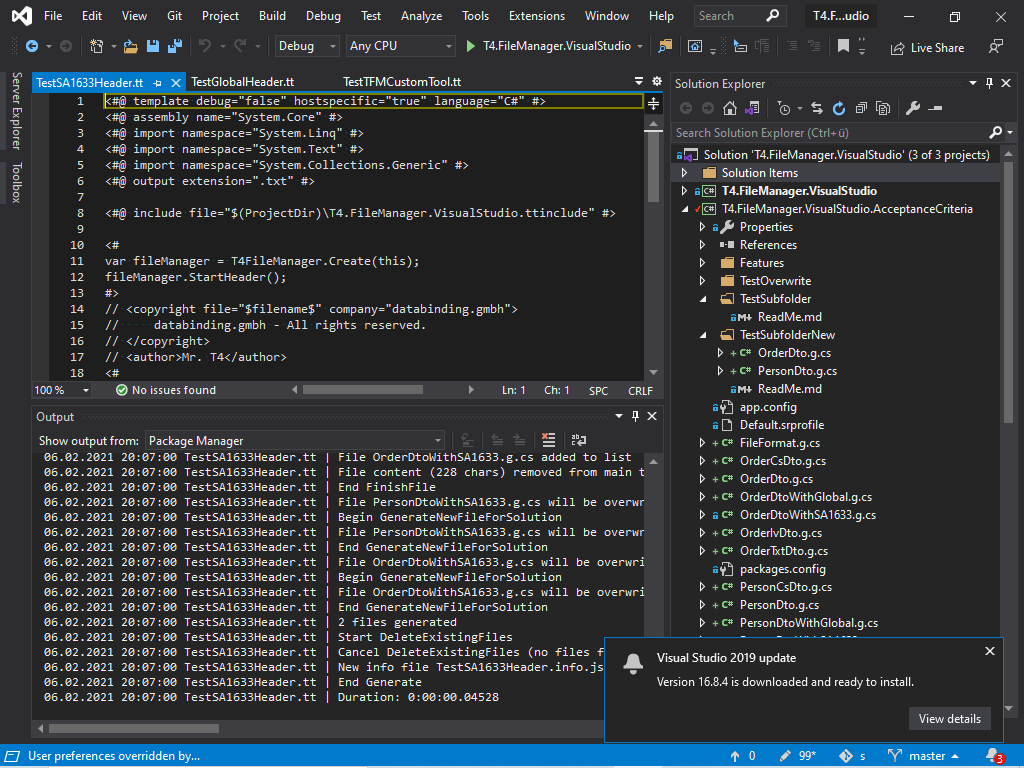 File Edit View Git Project Build Debug Test Analyze Tools Extensions Window Help Search T4.F...udio
Debug Any CPU T4.FileManager.VisualStudio Live Share
Server Explorer
Toolbox
TestSA1633Header.tt TestGlobalHeader.tt TestTFMCustomTool.tt
1 <#@ template debug="false" hostspecific="true" language="C#" #>
2 <#@ assembly name="System.Core" #>
3 <#@ import namespace="System.Linq" #>
4 <#@ import namespace="System.Text" #>
5 <#@ import namespace="System.Collections.Generic" #>
6 <#@ output extension=".txt" #>
7
8 <#@ include file="$(ProjectDir)\T4.FileManager.VisualStudio.ttinclude" #>
9
10 <#
11 var fileManager = T4FileManager.Create(this);
12 fileManager.StartHeader();
13 #>
14 // <copyright file="$filename$" company="databinding.gmbh">
15 // databinding.gmbh - All rights reserved.
16 // </copyright>
17 // <author>Mr. T4</author>
18 <#
100 % No issues found Ln: 1 Ch: 1 SPC CRLF
Output
Show output from: Package Manager
06.02.2021 20:07:00 TestSA1633Header.tt | File OrderDtoWithSA1633.g.cs added to list
06.02.2021 20:07:00 TestSA1633Header.tt | File content (228 chars) removed from main t
06.02.2021 20:07:00 TestSA1633Header.tt | End FinishFile
06.02.2021 20:07:00 TestSA1633Header.tt | File PersonDtoWithSA1633.g.cs will be overwr
06.02.2021 20:07:00 TestSA1633Header.tt | Begin GenerateNewFileForSolution
06.02.2021 20:07:00 TestSA1633Header.tt | File PersonDtoWithSA1633.g.cs will be overwr
06.02.2021 20:07:00 TestSA1633Header.tt | End GenerateNewFileForSolution
06.02.2021 20:07:00 TestSA1633Header.tt | File OrderDtoWithSA1633.g.cs will be overwri
06.02.2021 20:07:00 TestSA1633Header.tt | Begin GenerateNewFileForSolution
06.02.2021 20:07:00 TestSA1633Header.tt | File OrderDtoWithSA1633.g.cs will be overwri
06.02.2021 20:07:00 TestSA1633Header.tt | End GenerateNewFileForSolution
06.02.2021 20:07:00 TestSA1633Header.tt | 2 files generated
06.02.2021 20:07:00 TestSA1633Header.tt | Start DeleteExistingFiles
06.02.2021 20:07:00 TestSA1633Header.tt | Cancel DeleteExistingFiles (no files f
06.02.2021 20:07:00 TestSA1633Header.tt | New info file TestSA1633Header.info.js
06.02.2021 20:07:00 TestSA1633Header.tt | End Generate
06.02.2021 20:07:00 TestSA1633Header.tt | Duration: 0:00:00.04528
Solution Explorer
Search Solution Explorer (Ctrl+ü)
Solution 'T4.FileManager.VisualStudio' (3 of 3 projects)
Solution Items
C# T4.FileManager.VisualStudio
C# T4.FileManager.VisualStudio.AcceptanceCriteria
Properties
References
Features
TestOverwrite
TestSubfolder
M ReadMe.md
TestSubfolderNew
+ C# OrderDto.g.cs
+ C# PersonDto.g.cs
M ReadMe.md
app.config
Default.srprofile
+ C# FileFormat.g.cs
+ C# OrderCsDto.g.cs
+ C# OrderDto.g.cs
+ C# OrderDtoWithGlobal.g.cs
C# OrderDtoWithSA1633.g.cs
+ C# OrderlvDto.g.cs
+ C# OrderTxtDto.g.cs
packages.config
+ C# PersonCsDto.g.cs
+ C# PersonDto.g.cs
+ C# PersonDtoWithGlobal.g.cs
Visual Studio 2019 update
Version 16.8.4 is downloaded and ready to install.
View details
User preferences overridden by... 0 99* s master 3